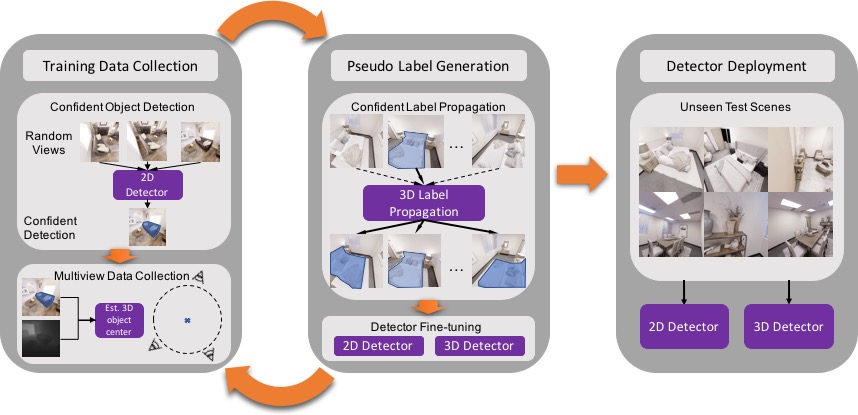 Training Data Collection
Confident Object Detection
Random
Views
2D
Detector
Confident
Detection
Multiview Data Collection
Est. 3D
object
center
Pseudo Label Generation
Confident Label Propagation
...
3D Label
Propagation
...
Detector Fine-tuning
2D Detector
3D Detector
Detector Deployment
Unseen Test Scenes
2D Detector
3D Detector